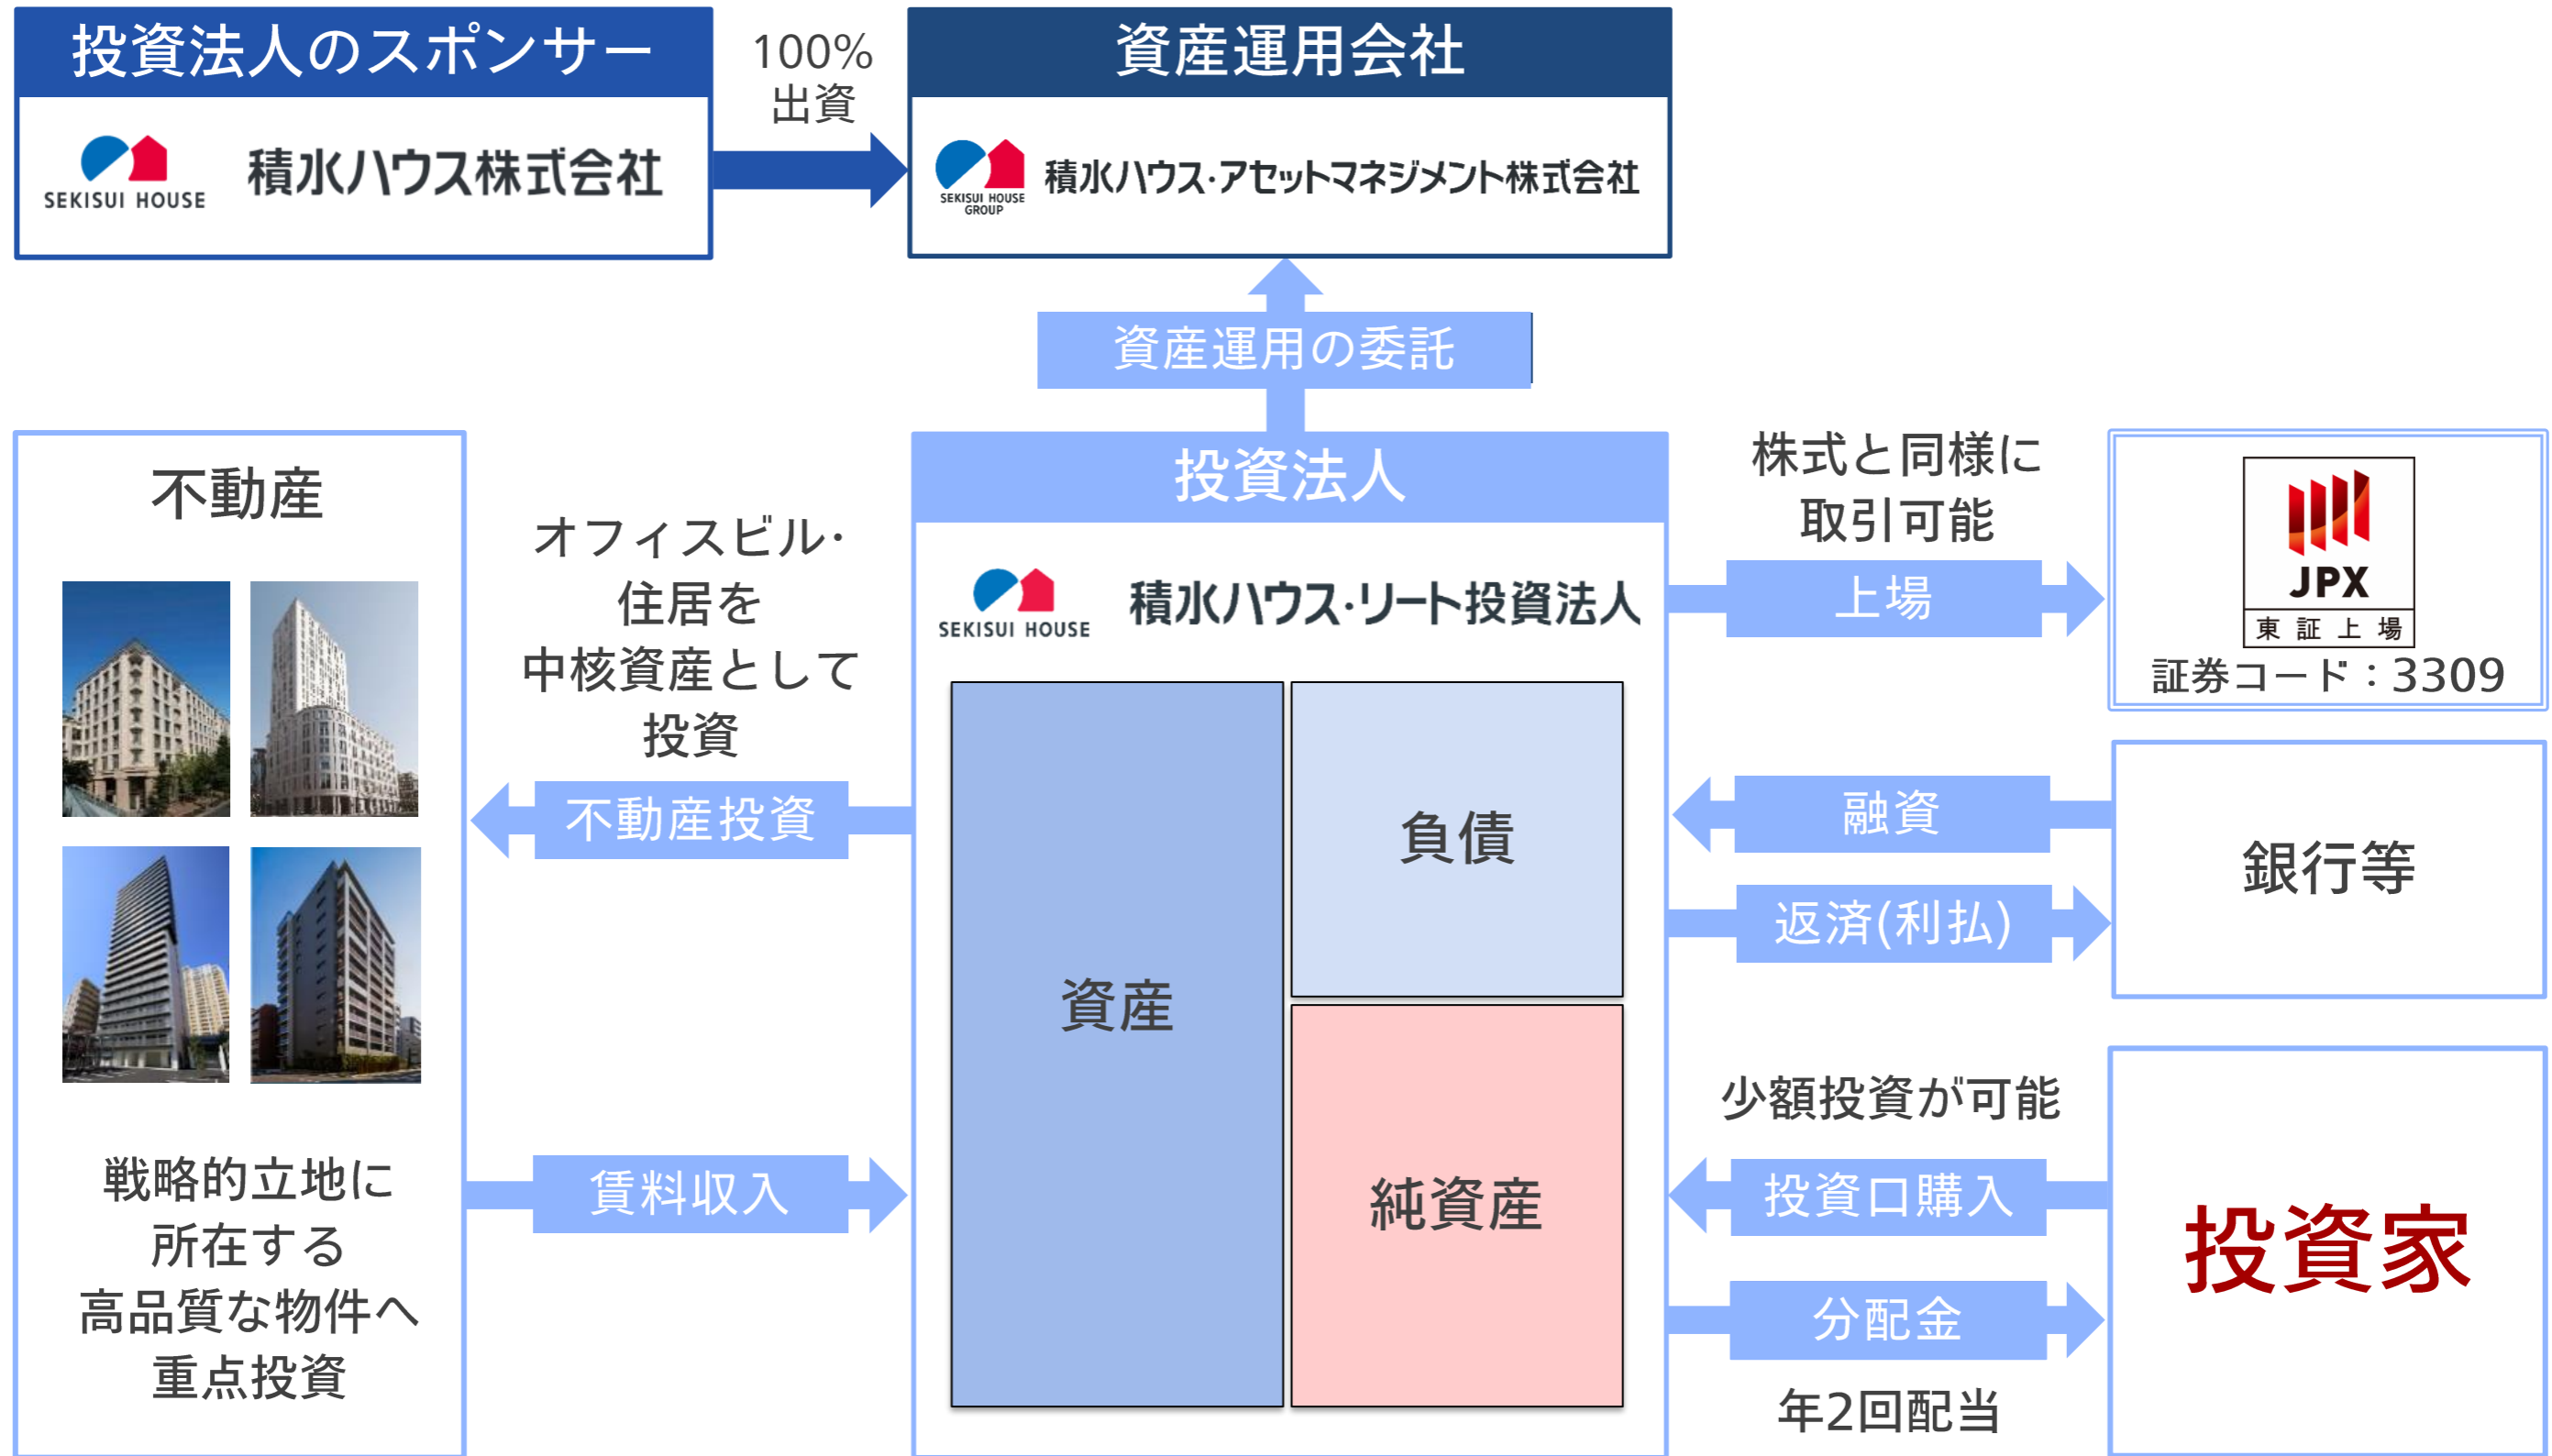 投資法人のスポンサー
SEKISUI HOUSE
積水ハウス株式会社
100%
出資
資産運用会社
SEKISUI HOUSE
GROUP
積水ハウス・アセットマネジメント株式会社
資産運用の委託
不動産
戦略的立地に
所在する
高品質な物件へ
重点投資
オフィスビル・
住居を
中核資産として
投資
不動産投資
賃料収入
投資法人
SEKISUI HOUSE
積水ハウス・リート投資法人
資産
負債
純資産
株式と同様に
取引可能
上場
JPX
東証上場
証券コード：3309
融資
返済(利払)
銀行等
少額投資が可能
投資口購入
分配金
年2回配当
投資家